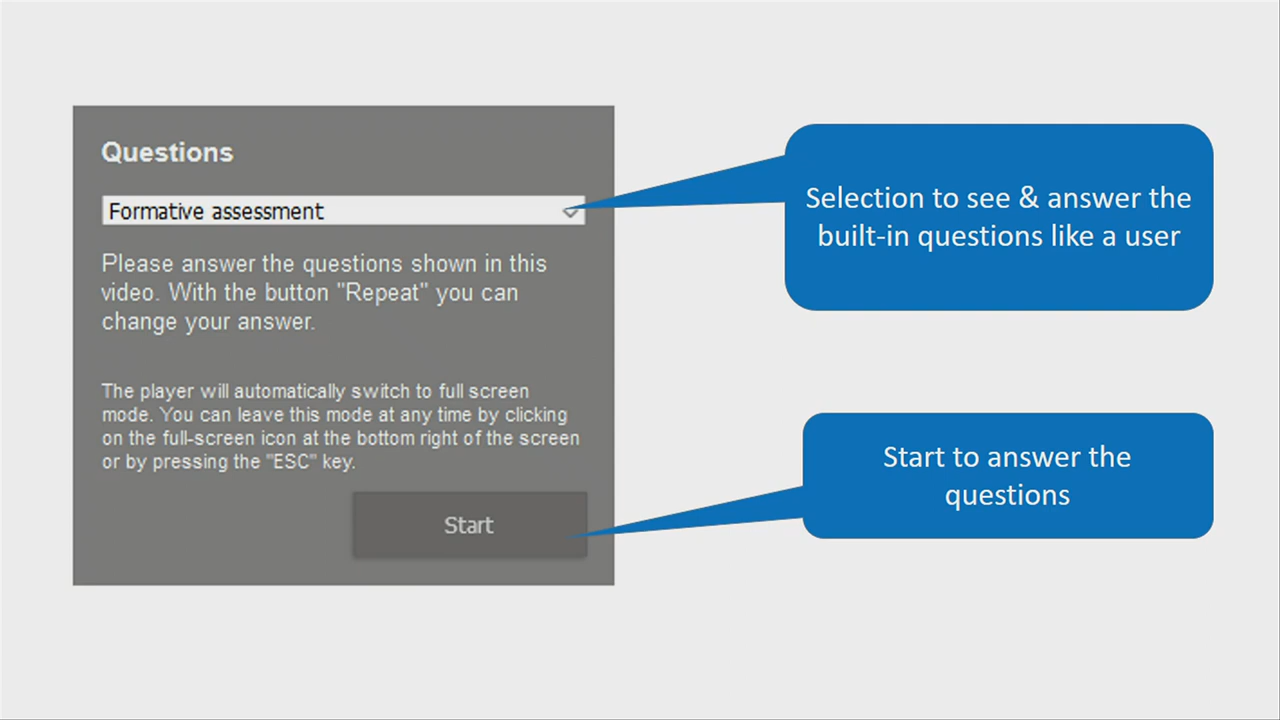 Questions
Formative assessment
Please answer the questions shown in this
video. With the button "Repeat" you can
change your answer.
The player will automatically switch to full screen
mode. You can leave this mode at any time by clicking
on the full-screen icon at the bottom right of the screen
or by pressing the "ESC" key.
Start
Selection to see & answer the
built-in questions like a user
Start to answer the
questions